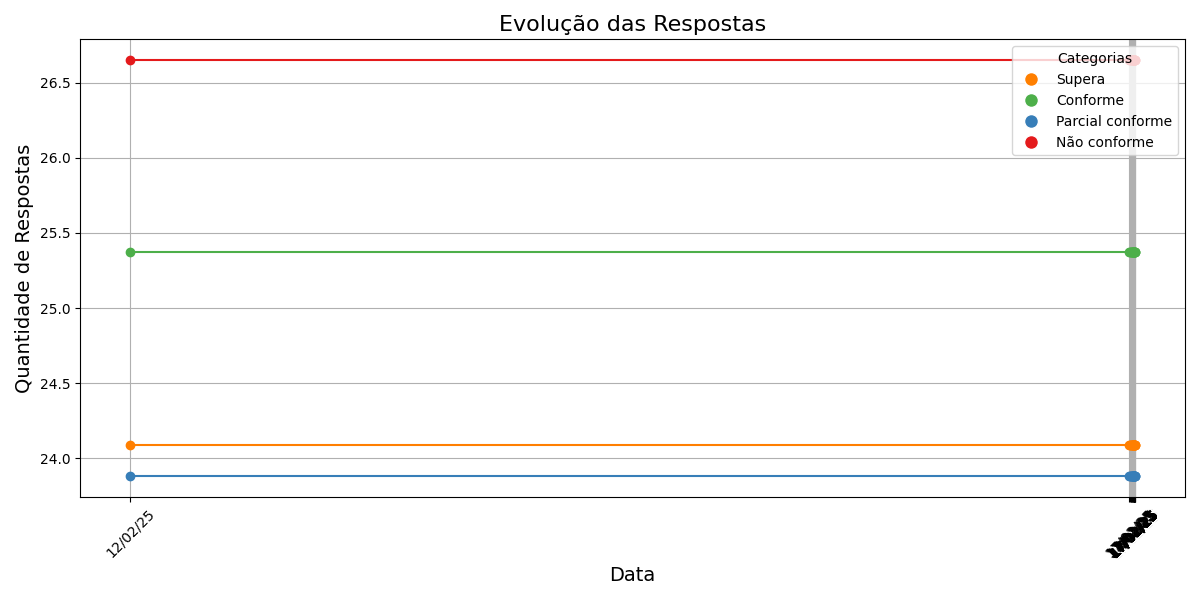 Evolução das Respostas
Quantidade de Respostas
26.5
26.0
25.5
25.0
24.5
24.0
Categorias
Supera
Conforme
Parcial conforme
Não conforme
12/02/25
Data